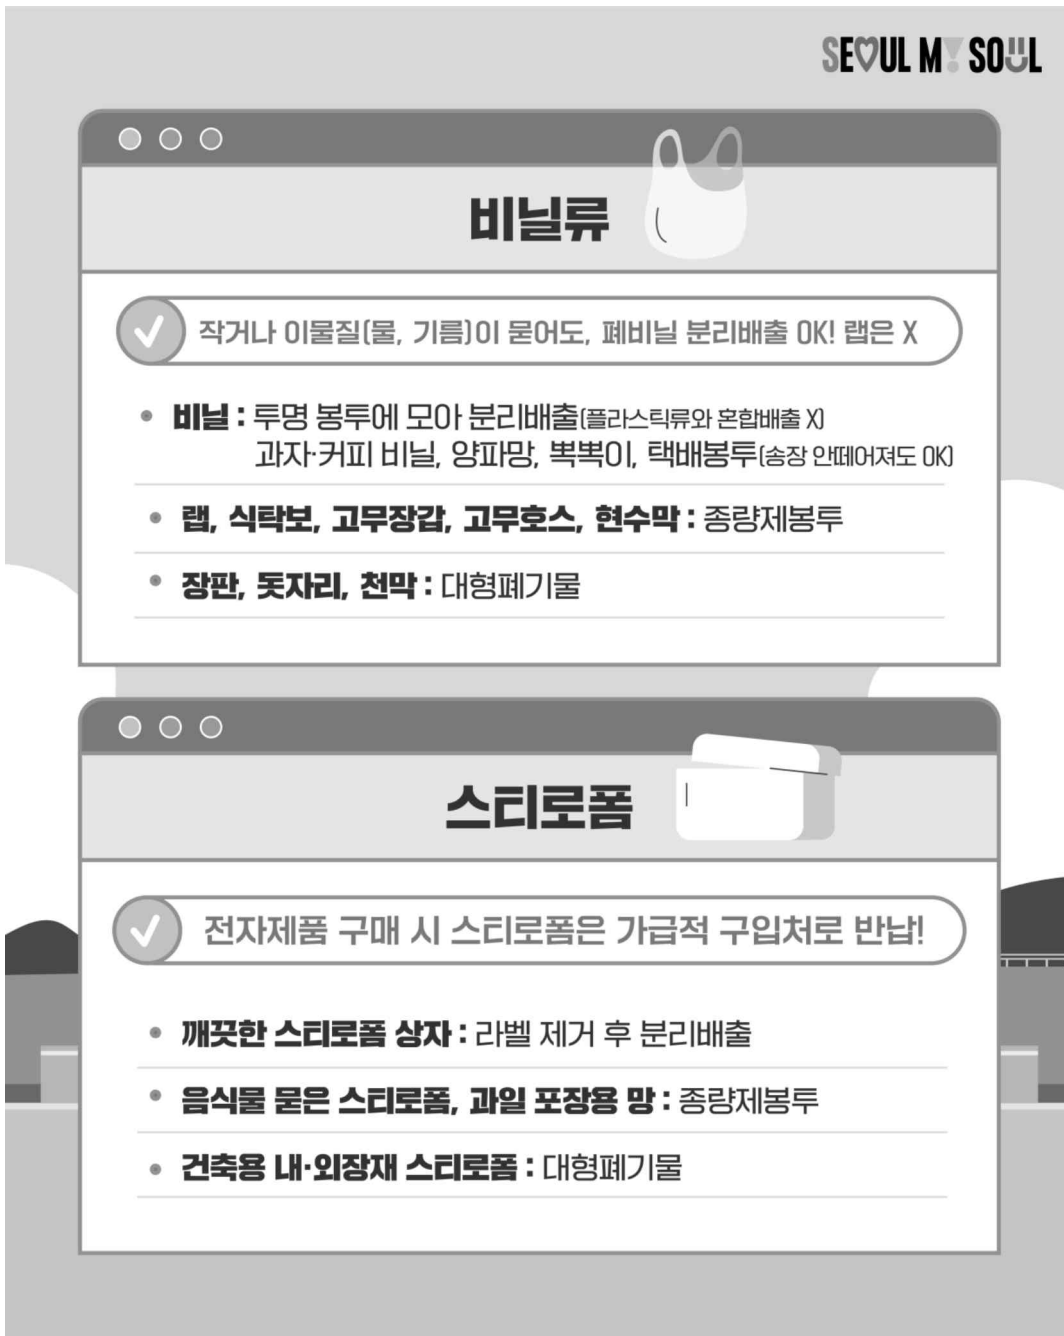 SEOUL MY SOUL
비닐류
작거나 이물질(물, 기름)이 묻어도, 폐비닐 분리배출 OK! 랩은 X
비닐 : 투명 봉투에 모아 분리배출(플라스틱류와 혼합배출 X)
과자·커피 비닐, 양파망, 뽁뽁이, 택배봉투(송장 안떼어져도 OK)
랩, 식탁보, 고무장갑, 고무호스, 현수막 : 종량제봉투
장판, 돗자리, 천막 : 대형폐기물
스티로폼
전자제품 구매 시 스티로폼은 가급적 구입처로 반납!
깨끗한 스티로폼 상자 : 라벨 제거 후 분리배출
음식물 묻은 스티로폼, 과일 포장용 망 : 종량제봉투
건축용 내·외장재 스티로폼 : 대형폐기물